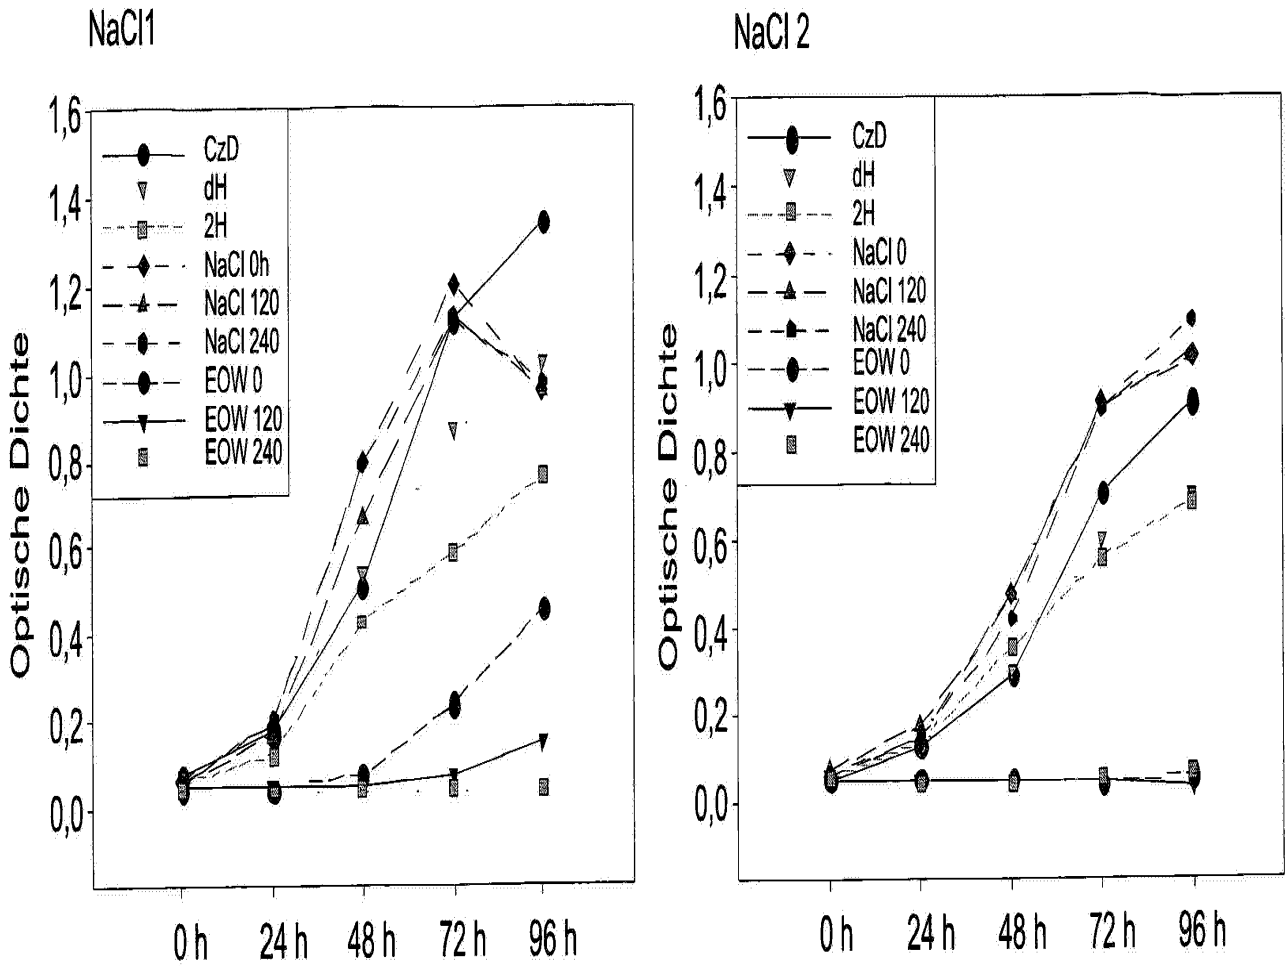 NaCl1
Optische Dichte
1,6
1,4
1,2
1,0
0,8
0,6
0,4
0,2
0,0
CzD
dH
2H
NaCl 0h
NaCl 120
NaCl 240
EOW 0
EOW 120
EOW 240
0 h 24 h 48 h 72 h 96 h
NaCl 2
Optische Dichte
1,6
1,4
1,2
1,0
0,8
0,6
0,4
0,2
0,0
CzD
dH
2H
NaCl 0
NaCl 120
NaCl 240
EOW 0
EOW 120
EOW 240
0 h 24 h 48 h 72 h 96 h